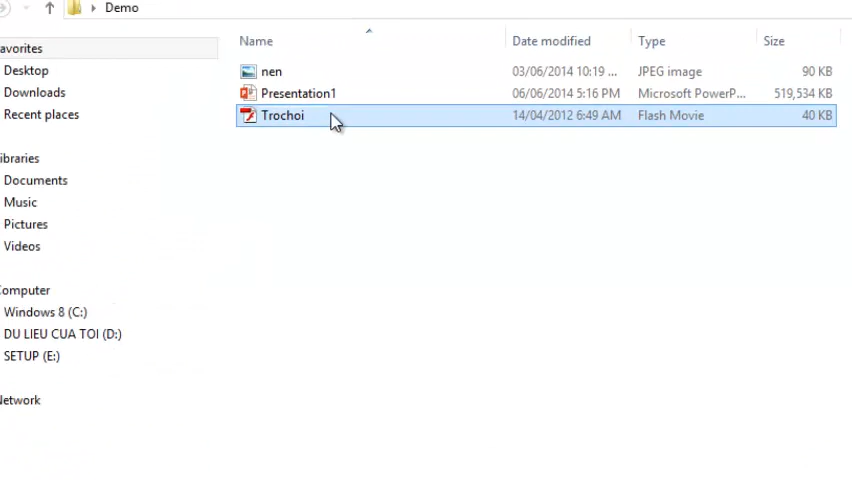 Demo
Name Date modified Type Size
avorites
Desktop
Downloads
Recent places
ibraries
Documents
Music
Pictures
Videos
Computer
Windows 8 (C:)
DU LIEU CUA TOI (D:)
SETUP (E:)
Network
nen 03/06/2014 10:19 ... JPEG image 90 KB
Presentation1 06/06/2014 5:16 PM Microsoft PowerP... 519,534 KB
Trochoi 14/04/2012 6:49 AM Flash Movie 40 KB